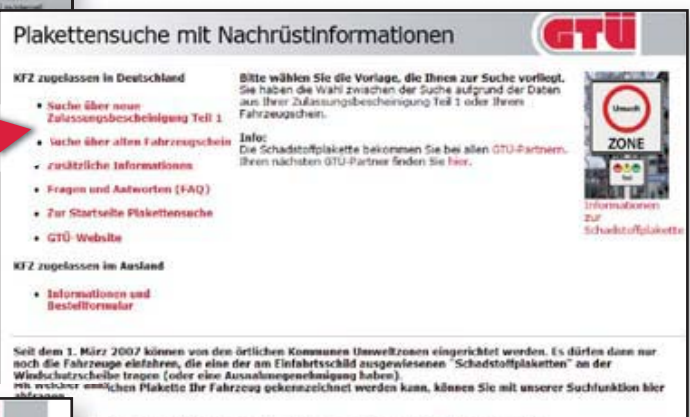 Plakettensuche mit Nachrüstinformationen
GTÜ
KFZ zugelassen in Deutschland
• Suche über neue
Zulassungsbescheinigung Teil 1
• Suche über alten Fahrzeugschein
• zusätzliche Informationen
• Fragen und Antworten (FAQ)
• Zur Startseite Plakettensuche
• GTÜ-Website
KFZ zugelassen im Ausland
• Informationen und
Bestellformular
Bitte wählen Sie die Vorlage, die Ihnen zur Suche vorliegt.
Sie haben die Wahl zwischen der Suche aufgrund der Daten
aus Ihrer Zulassungsbescheinigung Teil 1 oder Ihrem
Fahrzeugschein.
Info:
Die Schadstoffplakette bekommen Sie bei allen GTÜ-Partnern.
Ihren nächsten GTÜ-Partner finden Sie hier.
Umwelt
ZONE
Informationen
zur
Schadstoffplakette
Seit dem 1. März 2007 können von den örtlichen Kommunen Umweltzonen eingerichtet werden. Es dürfen dann nur
noch die Fahrzeuge einfahren, die eine der am Einfahrtsschild ausgewiesenen "Schadstoffplaketten" an der
Windschutzscheibe tragen (oder eine Ausnahmegenehmigung haben).
Mit welcher Plakette Ihr Fahrzeug gekennzeichnet werden kann, können Sie mit unserer Suchfunktion hier
abfragen